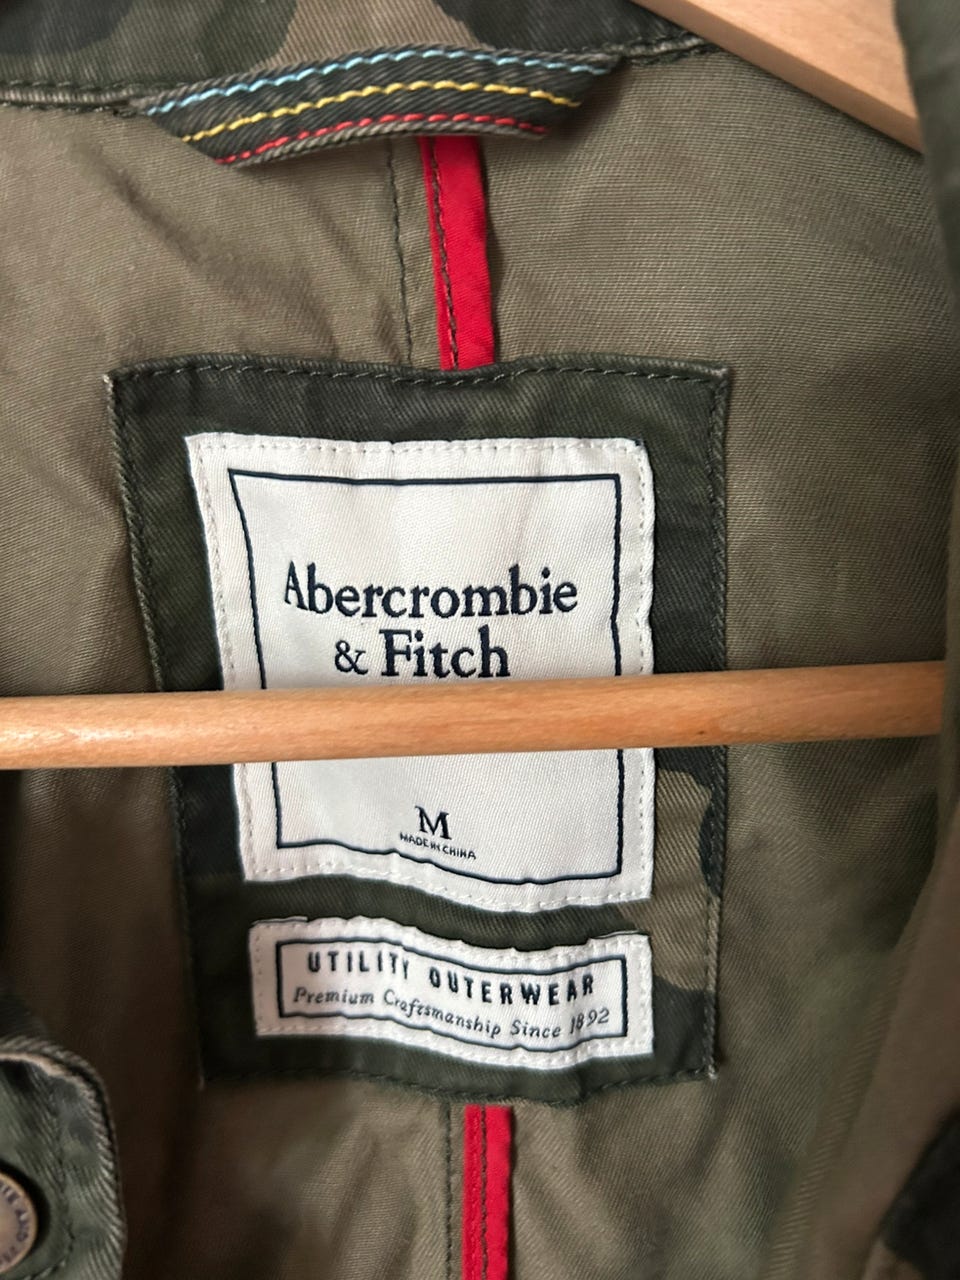 Abercrombie
& Fitch
M
MADE IN CHINA
UTILITY OUTERWEAR
Premium Craftsmanship Since 1892